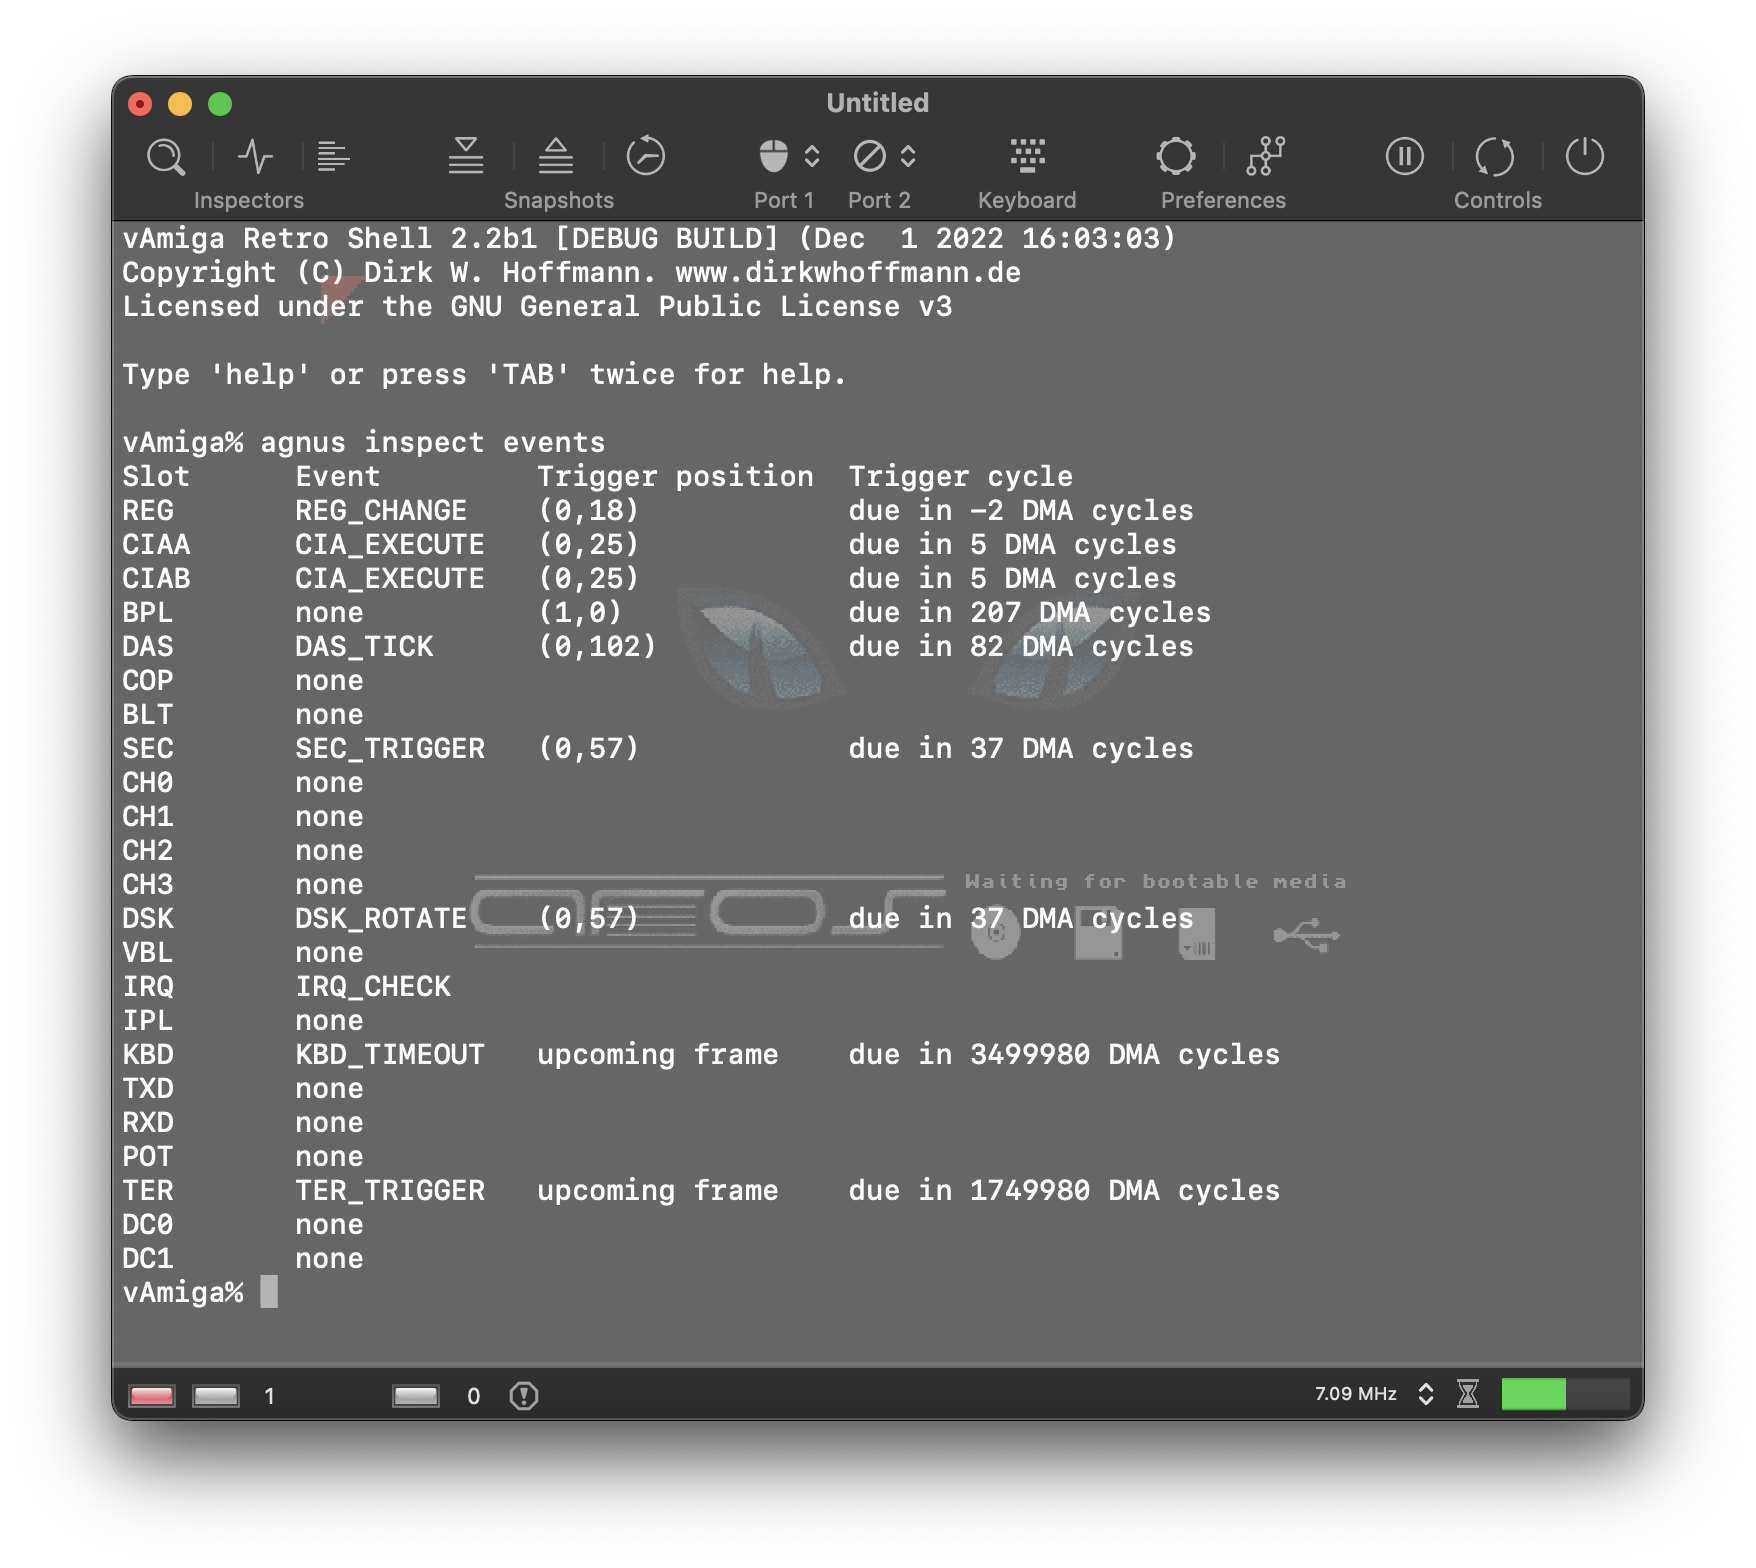 Untitled
Inspectors Snapshots Port 1 Port 2 Keyboard Preferences Controls
vAmiga Retro Shell 2.2b1 [DEBUG BUILD] (Dec  1 2022 16:03:03)
Copyright (C) Dirk W. Hoffmann. www.dirkwhoffmann.de
Licensed under the GNU General Public License v3
Type 'help' or press 'TAB' twice for help.
vAmiga% agnus inspect events
Slot Event Trigger position Trigger cycle
REG REG_CHANGE (0,18) due in -2 DMA cycles
CIAA CIA_EXECUTE (0,25) due in 5 DMA cycles
CIAB CIA_EXECUTE (0,25) due in 5 DMA cycles
BPL none (1,0) due in 207 DMA cycles
DAS DAS_TICK (0,102) due in 82 DMA cycles
COP none
BLT none
SEC SEC_TRIGGER (0,57) due in 37 DMA cycles
CH0 none
CH1 none
CH2 none
CH3 none
Waiting for bootable media
AROS
DSK DSK_ROTATE (0,57) due in 37 DMA cycles
VBL none
IRQ IRQ_CHECK
IPL none
KBD KBD_TIMEOUT upcoming frame due in 3499980 DMA cycles
TXD none
RXD none
POT none
TER TER_TRIGGER upcoming frame due in 1749980 DMA cycles
DC0 none
DC1 none
vAmiga%
1 0 7.09 MHz